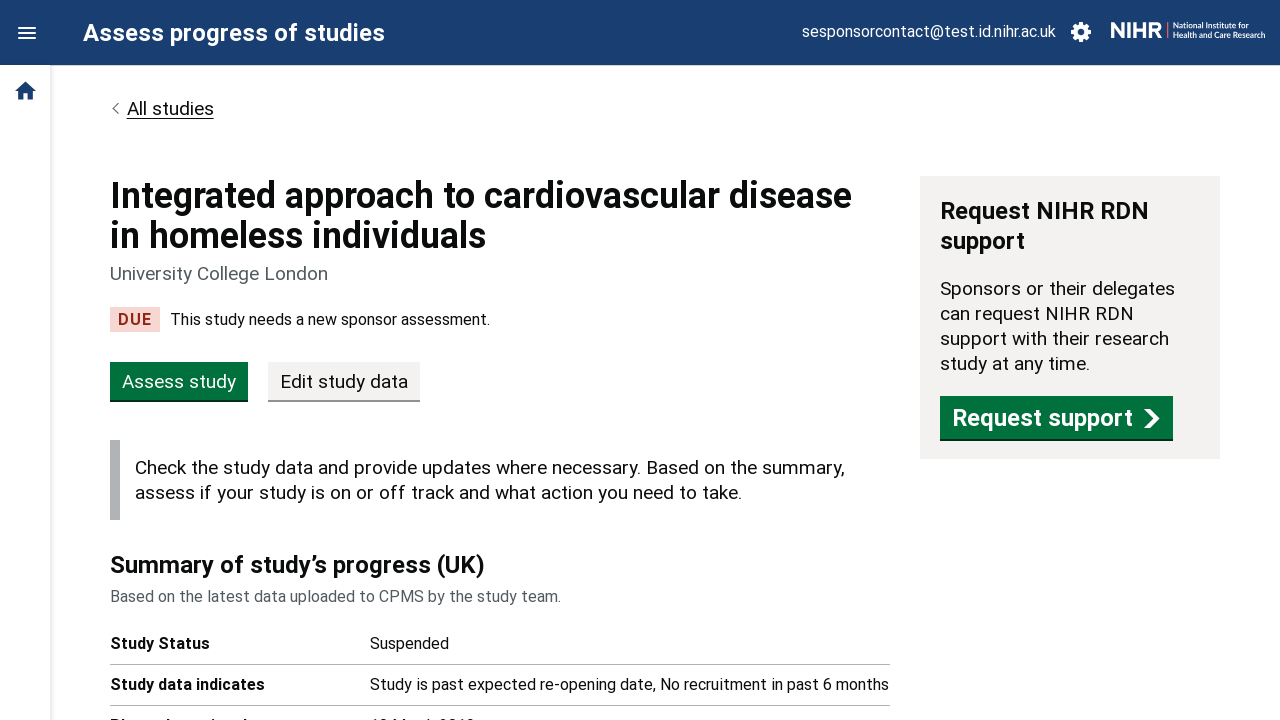 Assess progress of studies
sesponsorcontact@test.id.nihr.ac.uk
NIHR
National Institute for
Health and Care Research
All studies
Integrated approach to cardiovascular disease
in homeless individuals
University College London
DUE This study needs a new sponsor assessment.
Assess study
Edit study data
Check the study data and provide updates where necessary. Based on the summary,
assess if your study is on or off track and what action you need to take.
Summary of study’s progress (UK)
Based on the latest data uploaded to CPMS by the study team.
Study Status Suspended
Study data indicates Study is past expected re-opening date, No recruitment in past 6 months
Request NIHR RDN
support
Sponsors or their delegates
can request NIHR RDN
support with their research
study at any time.
Request support